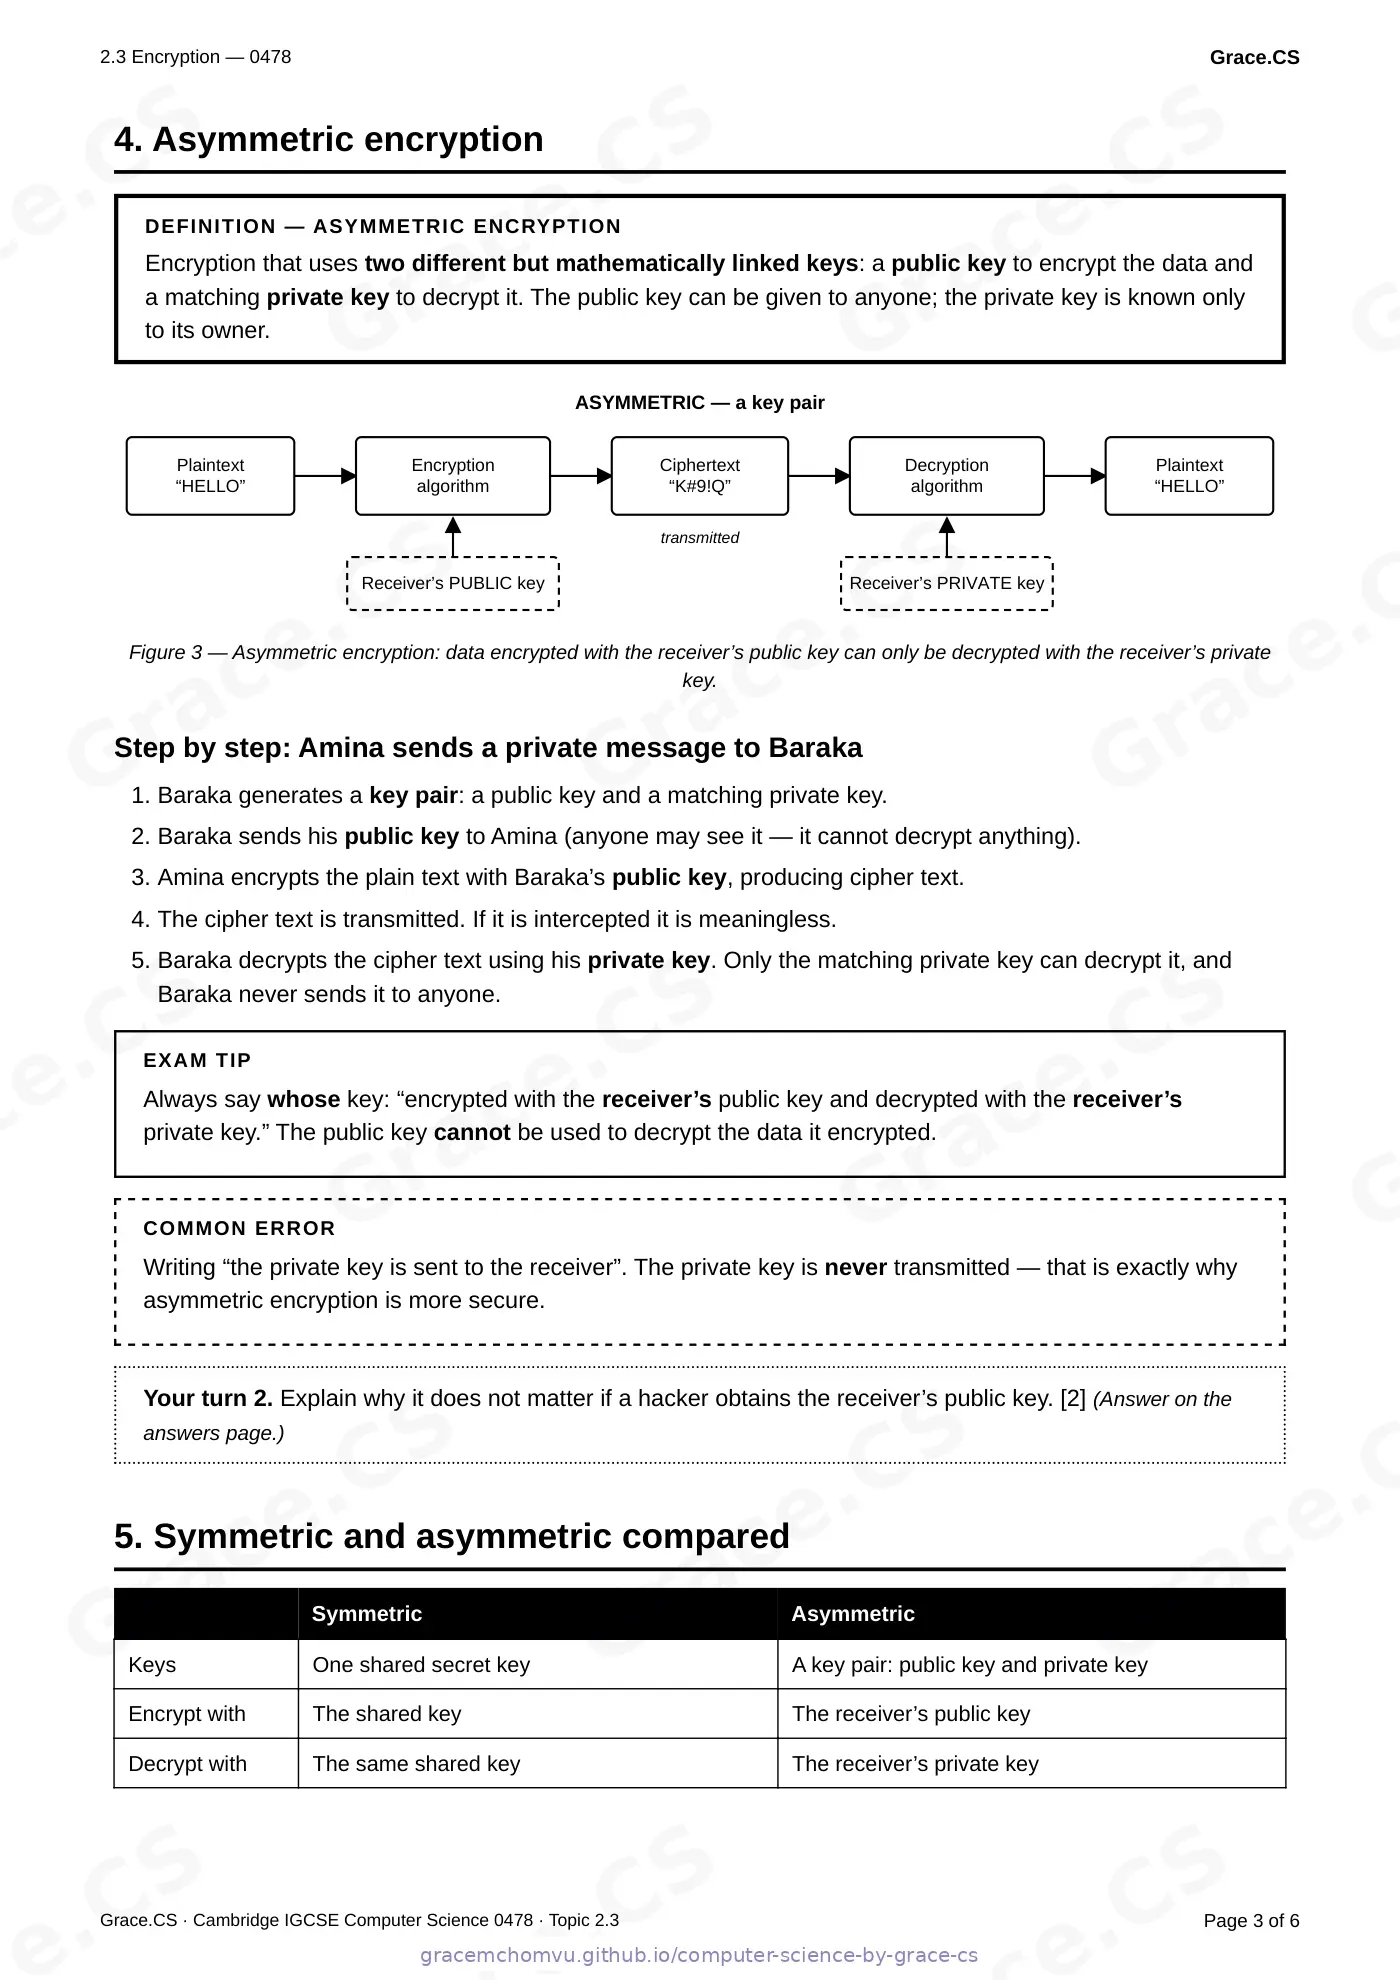 2.3 Encryption — 0478
Grace.CS
4. Asymmetric encryption
DEFINITION — ASYMMETRIC ENCRYPTION
Encryption that uses two different but mathematically linked keys: a public key to encrypt the data and
a matching private key to decrypt it. The public key can be given to anyone; the private key is known only
to its owner.
ASYMMETRIC — a key pair
Plaintext
“HELLO”
Encryption
algorithm
Ciphertext
“K#9!Q”
Decryption
algorithm
Plaintext
“HELLO”
transmitted
Receiver’s PUBLIC key
Receiver’s PRIVATE key
Figure 3 — Asymmetric encryption: data encrypted with the receiver’s public key can only be decrypted with the receiver’s private
key.
Step by step: Amina sends a private message to Baraka
1. Baraka generates a key pair: a public key and a matching private key.
2. Baraka sends his public key to Amina (anyone may see it — it cannot decrypt anything).
3. Amina encrypts the plain text with Baraka’s public key, producing cipher text.
4. The cipher text is transmitted. If it is intercepted it is meaningless.
5. Baraka decrypts the cipher text using his private key. Only the matching private key can decrypt it, and
Baraka never sends it to anyone.
EXAM TIP
Always say whose key: “encrypted with the receiver’s public key and decrypted with the receiver’s
private key.” The public key cannot be used to decrypt the data it encrypted.
COMMON ERROR
Writing “the private key is sent to the receiver”. The private key is never transmitted — that is exactly why
asymmetric encryption is more secure.
Your turn 2. Explain why it does not matter if a hacker obtains the receiver’s public key. [2] (Answer on the
answers page.)
5. Symmetric and asymmetric compared
Symmetric
Asymmetric
Keys
One shared secret key
A key pair: public key and private key
Encrypt with
The shared key
The receiver’s public key
Decrypt with
The same shared key
The receiver’s private key
Grace.CS · Cambridge IGCSE Computer Science 0478 · Topic 2.3
Page 3 of 6
gracemchomvu.github.io/computer-science-by-grace-cs